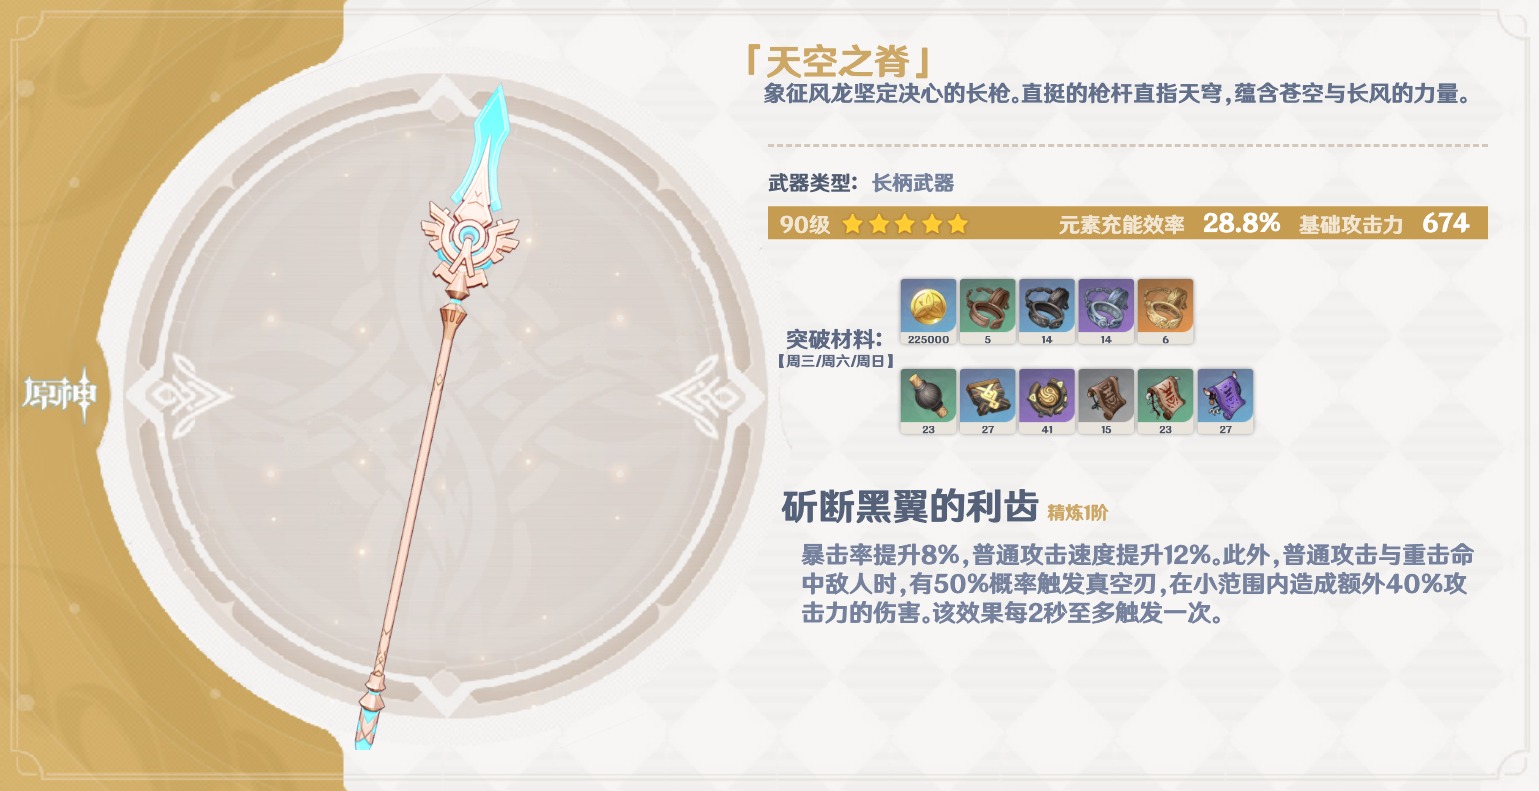 原神
「天空之脊」
象征风龙坚定决心的长枪。直挺的枪杆直指天穹,蕴含苍空与长风的力量。
武器类型: 长柄武器
90级 ★★★★★ 元素充能效率 28.8% 基础攻击力 674
突破材料:
【周三/周六/周日】
225000 5 14 14 6
23 27 41 15 23 27
斫断黑翼的利齿 精炼1阶
暴击率提升8%,普通攻击速度提升12%。此外,普通攻击与重击命
中敌人时,有50%概率触发真空刃,在小范围内造成额外40%攻
击力的伤害。该效果每2秒至多触发一次。